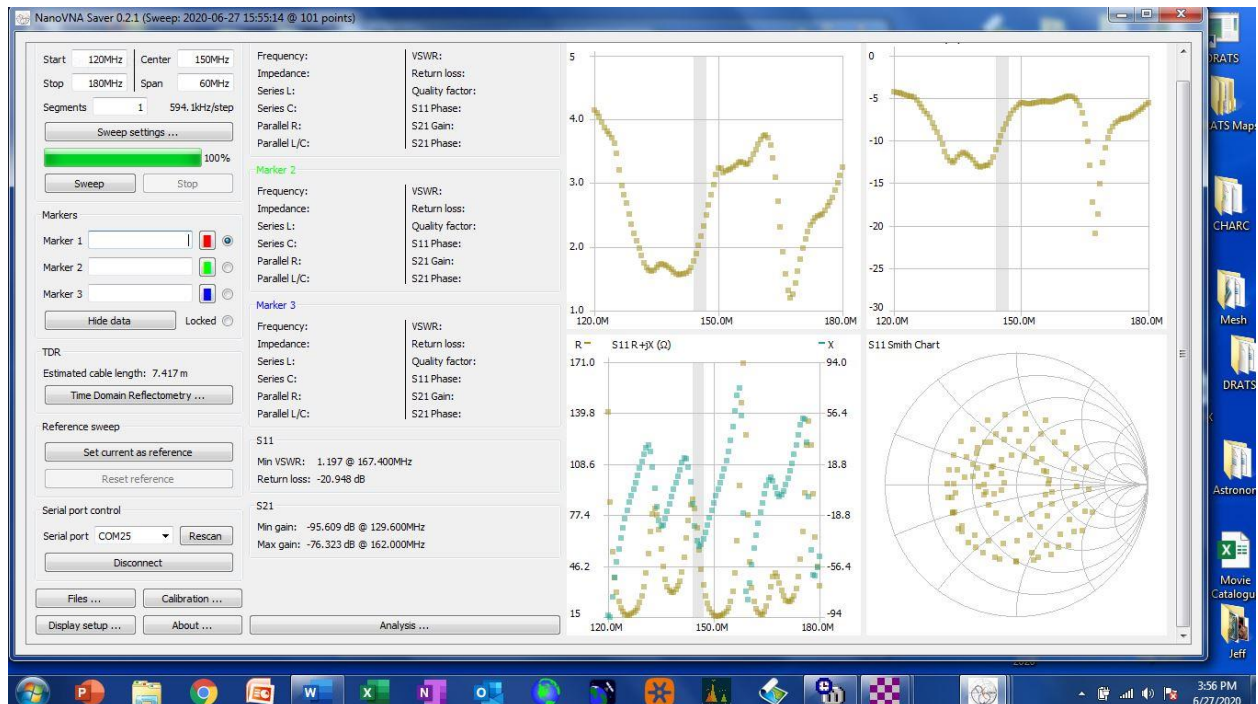 NanoVNA Saver 0.2.1 (Sweep: 2020-06-27 15:55:14 @ 101 points)
Start 120MHz Center 150MHz
Stop 180MHz Span 60MHz
Segments 1 594.1kHz/step
Sweep settings ...
100%
Sweep Stop
Markers
Marker 1
Marker 2
Marker 3
Hide data Locked
TDR
Estimated cable length: 7.417 m
Time Domain Reflectometry ...
Reference sweep
Set current as reference
Reset reference
Serial port control
Serial port COM25 Rescan
Disconnect
Files ... Calibration ...
Display setup ... About ...
Frequency: VSWR:
Impedance: Return loss:
Series L: Quality factor:
Series C: S11 Phase:
Parallel R: S21 Gain:
Parallel L/C: S21 Phase:
Marker 2
Frequency: VSWR:
Impedance: Return loss:
Series L: Quality factor:
Series C: S11 Phase:
Parallel R: S21 Gain:
Parallel L/C: S21 Phase:
Marker 3
Frequency: VSWR:
Impedance: Return loss:
Series L: Quality factor:
Series C: S11 Phase:
Parallel R: S21 Gain:
Parallel L/C: S21 Phase:
S11
Min VSWR: 1.197 @ 167.400MHz
Return loss: -20.948 dB
S21
Min gain: -95.609 dB @ 129.600MHz
Max gain: -76.323 dB @ 162.000MHz
Analysis ...
5
4.0
3.0
2.0
1.0
120.0M 150.0M 180.0M
0
-5
-10
-15
-20
-25
-30
120.0M 150.0M 180.0M
R S11 R+jX (Ω) X
171.0 94.0
139.8 56.4
108.6 18.8
77.4 -18.8
46.2 -56.4
15 -94
120.0M 150.0M 180.0M
S11 Smith Chart
DRATS
ATS Maps
CHARC
Mesh
DRATS
Astronom
Movie
Catalogu
Jeff
2020
3:56 PM
6/27/2020